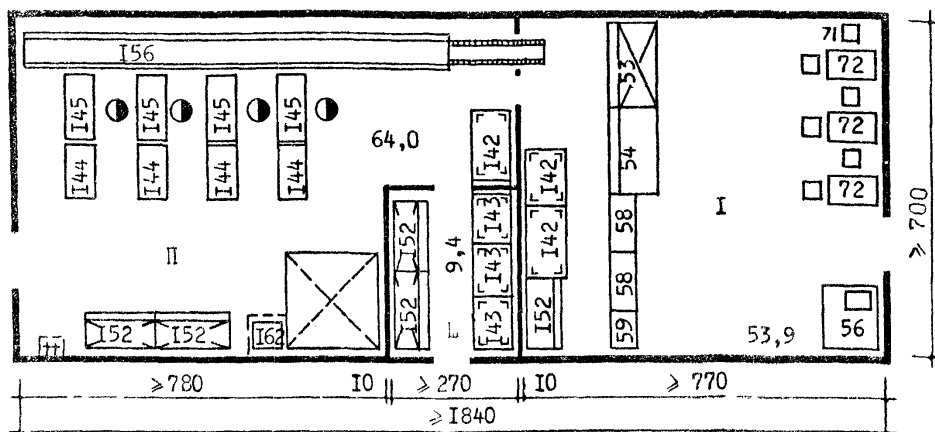 I56
53
7I
72
I45 I45 I45 I45
64,0
I42
72
I44 I44 I44 I44
54
I42
I
72
I43
58
≥ 700
II
I52
9,4
I43
I42
58
I52 I52
I62
I52
I43
I52
59
53,9
56
≥ 780
I0
≥ 270
I0
≥ 770
≥ I840